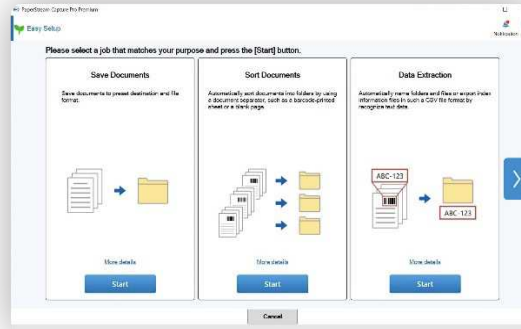 PaperStream Capture Pro Premium
Easy Setup
Notification
Please select a job that matches your purpose and press the [Start] button.
Save Documents
Save documents to preset destination and file
format.
More details
Start
Sort Documents
Automatically sort documents into folders by using
a document separator, such as a barcode-printed
sheet or a blank page.
More details
Start
Data Extraction
Automatically name folders and files or export index
information files in such a CSV file format by
recognize text data.
ABC-123
ABC-123
More details
Start
Cancel